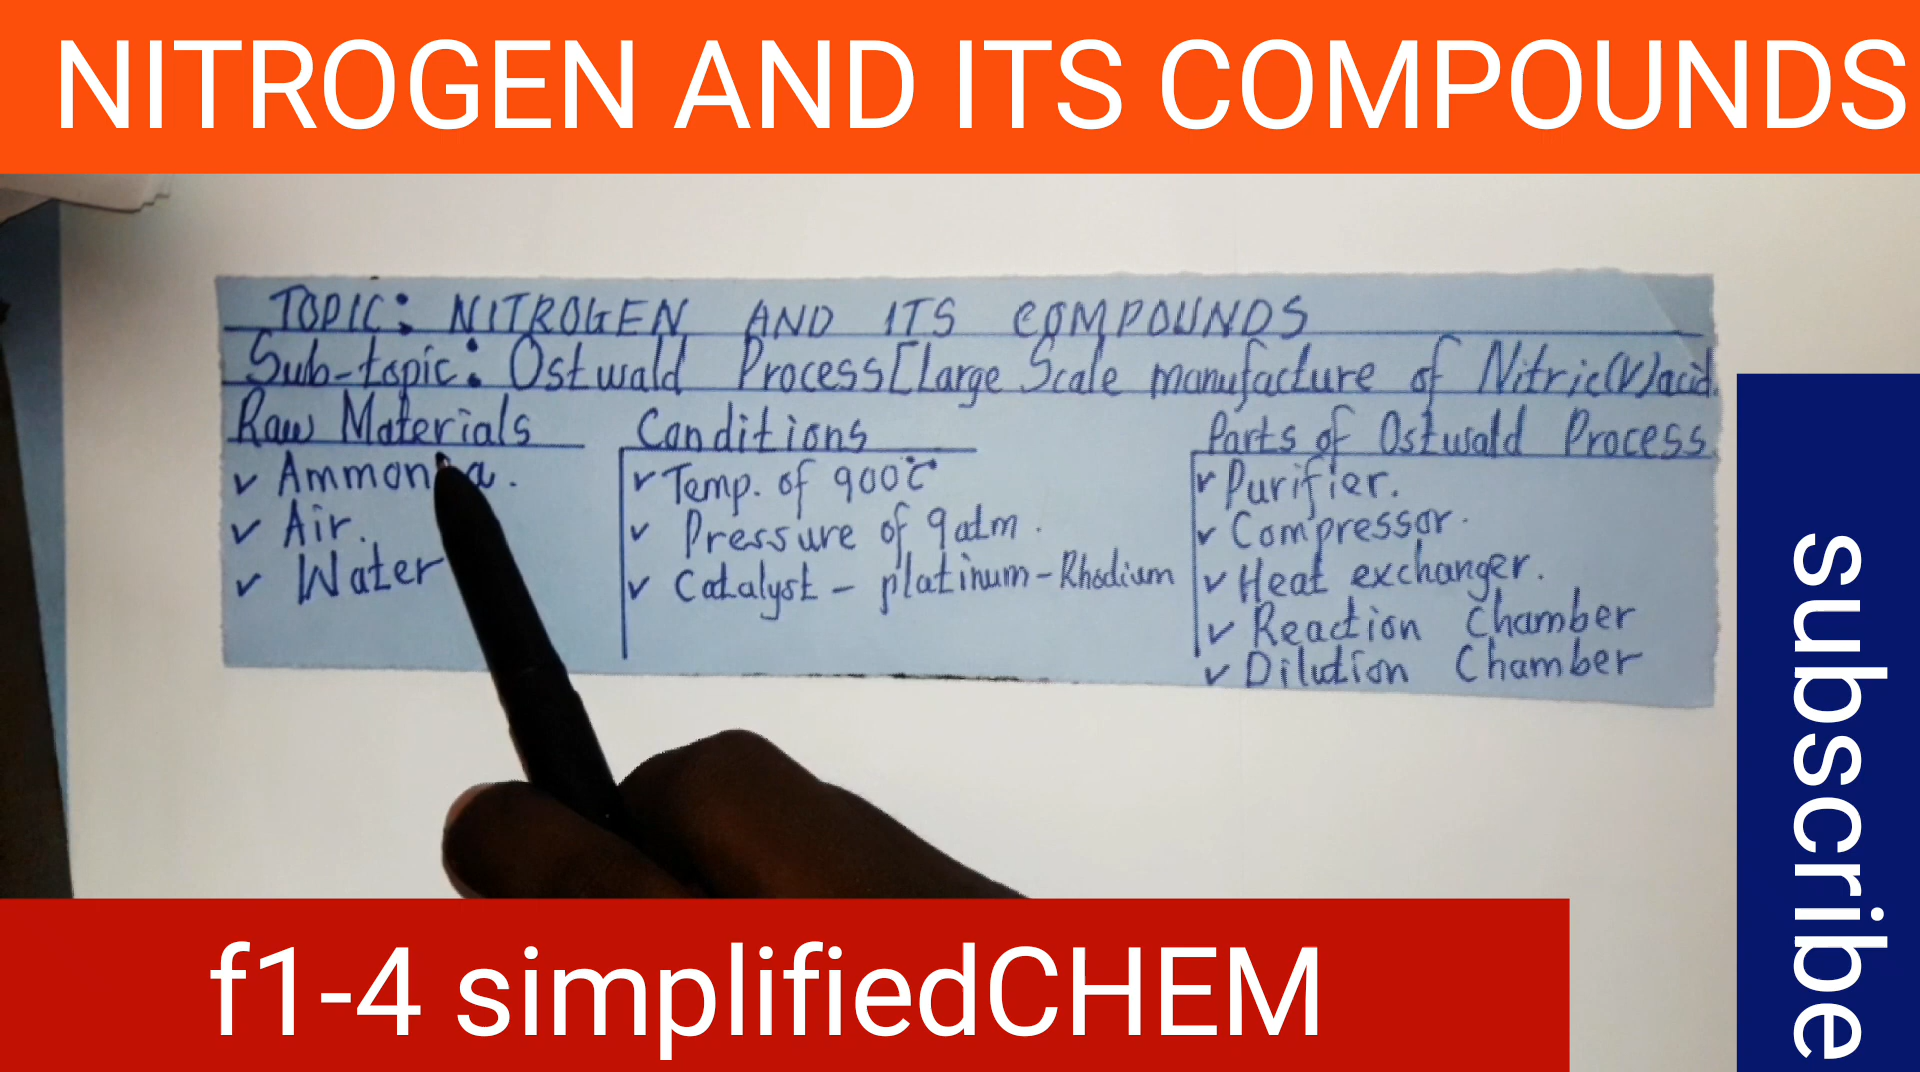 NITROGEN AND ITS COMPOUNDS
TOPIC: NITROGEN AND ITS COMPOUNDS
Sub-topic: Ostwald Process[large Scale manufacture of Nitric(V)acid.
Raw Materials
✓ Ammonia.
✓ Air.
✓ Water
Conditions
✓ Temp. of 900°C
✓ Pressure of 9atm.
✓ Catalyst - platinum-Rhodium
Parts of Ostwald Process
✓ Purifier.
✓ Compressor.
✓ Heat exchanger.
✓ Reaction Chamber
✓ Dilution Chamber
subscribe
f1-4 simplifiedCHEM